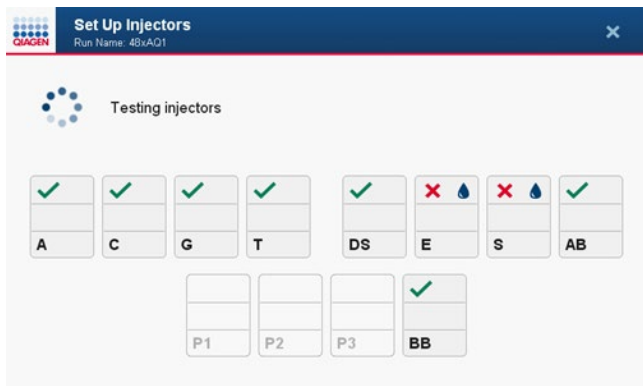 QIAGEN
Set Up Injectors
Run Name: 48xAQ1
Testing injectors
A C G T DS E S AB
P1 P2 P3 BB